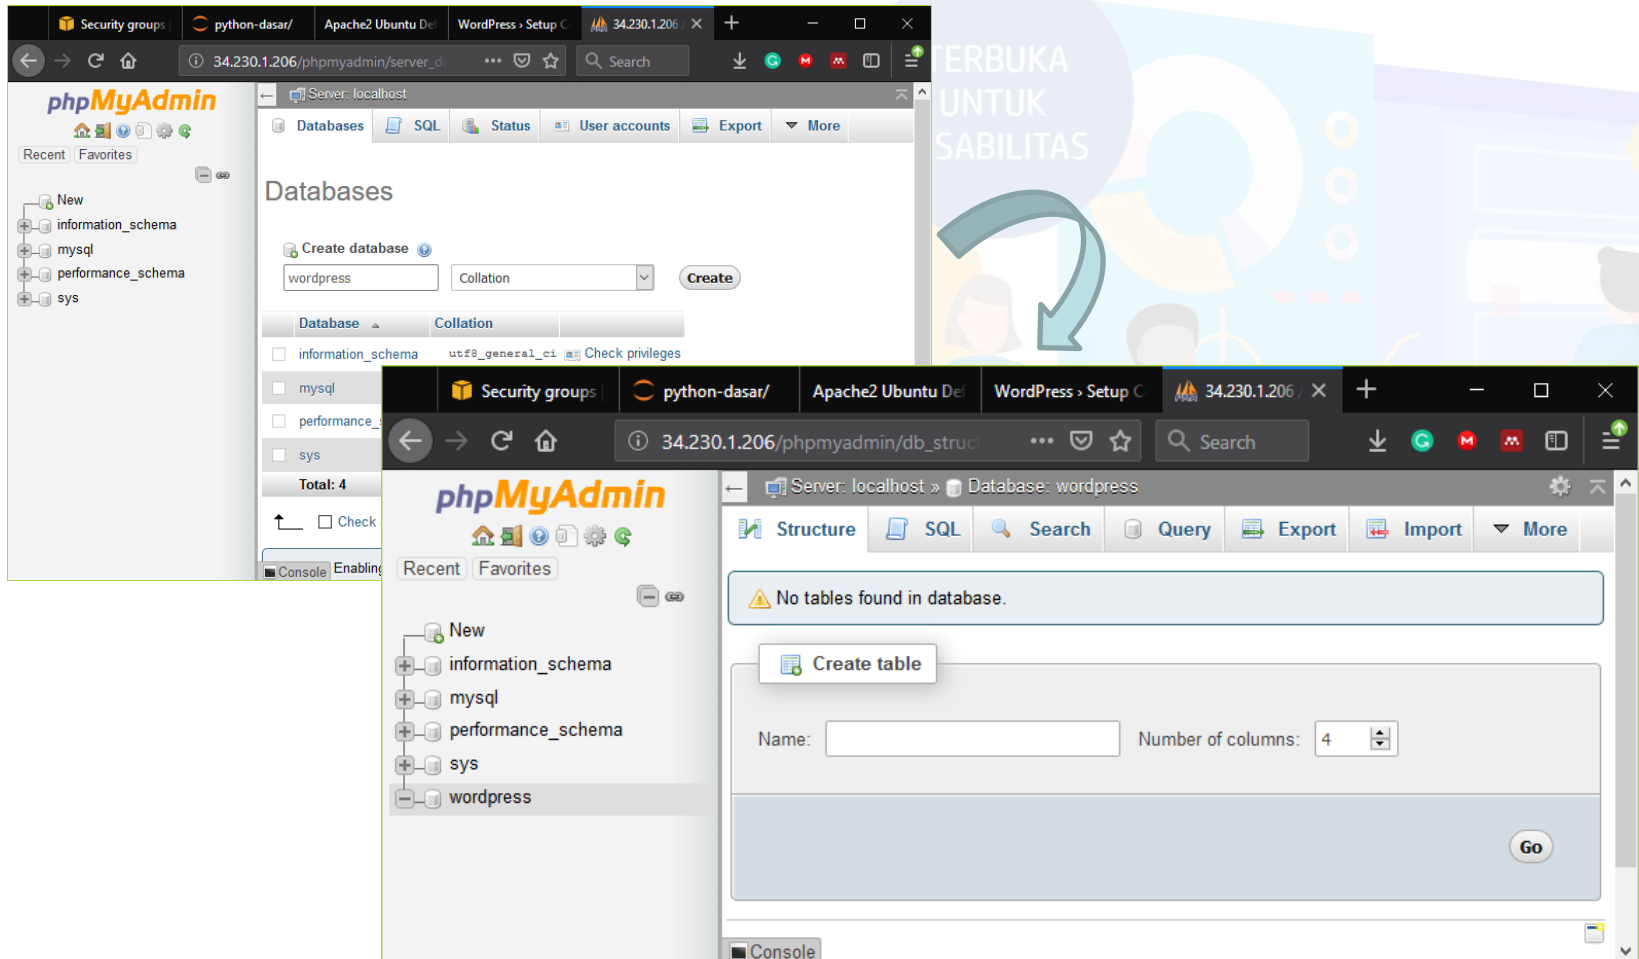 Security groups
python-dasar/
Apache2 Ubuntu De
WordPress › Setup C
34.230.1.206 /
34.230.1.206/phpmyadmin/server_d
Search
TERBUKA
UNTUK
SABILITAS
phpMyAdmin
Recent
Favorites
New
information_schema
mysql
performance_schema
sys
Server: localhost
Databases
SQL
Status
User accounts
Export
More
Databases
Create database
wordpress
Collation
Create
Database
Collation
information_schema
utf8_general_ci
Check privileges
mysql
performance_
sys
Total: 4
Check
Console
Enabling
Security groups
python-dasar/
Apache2 Ubuntu De
WordPress › Setup C
34.230.1.206 /
34.230.1.206/phpmyadmin/db_struc
Search
phpMyAdmin
Recent
Favorites
New
information_schema
mysql
performance_schema
sys
wordpress
Server: localhost » Database: wordpress
Structure
SQL
Search
Query
Export
Import
More
No tables found in database.
Create table
Name:
Number of columns: 4
Go
Console